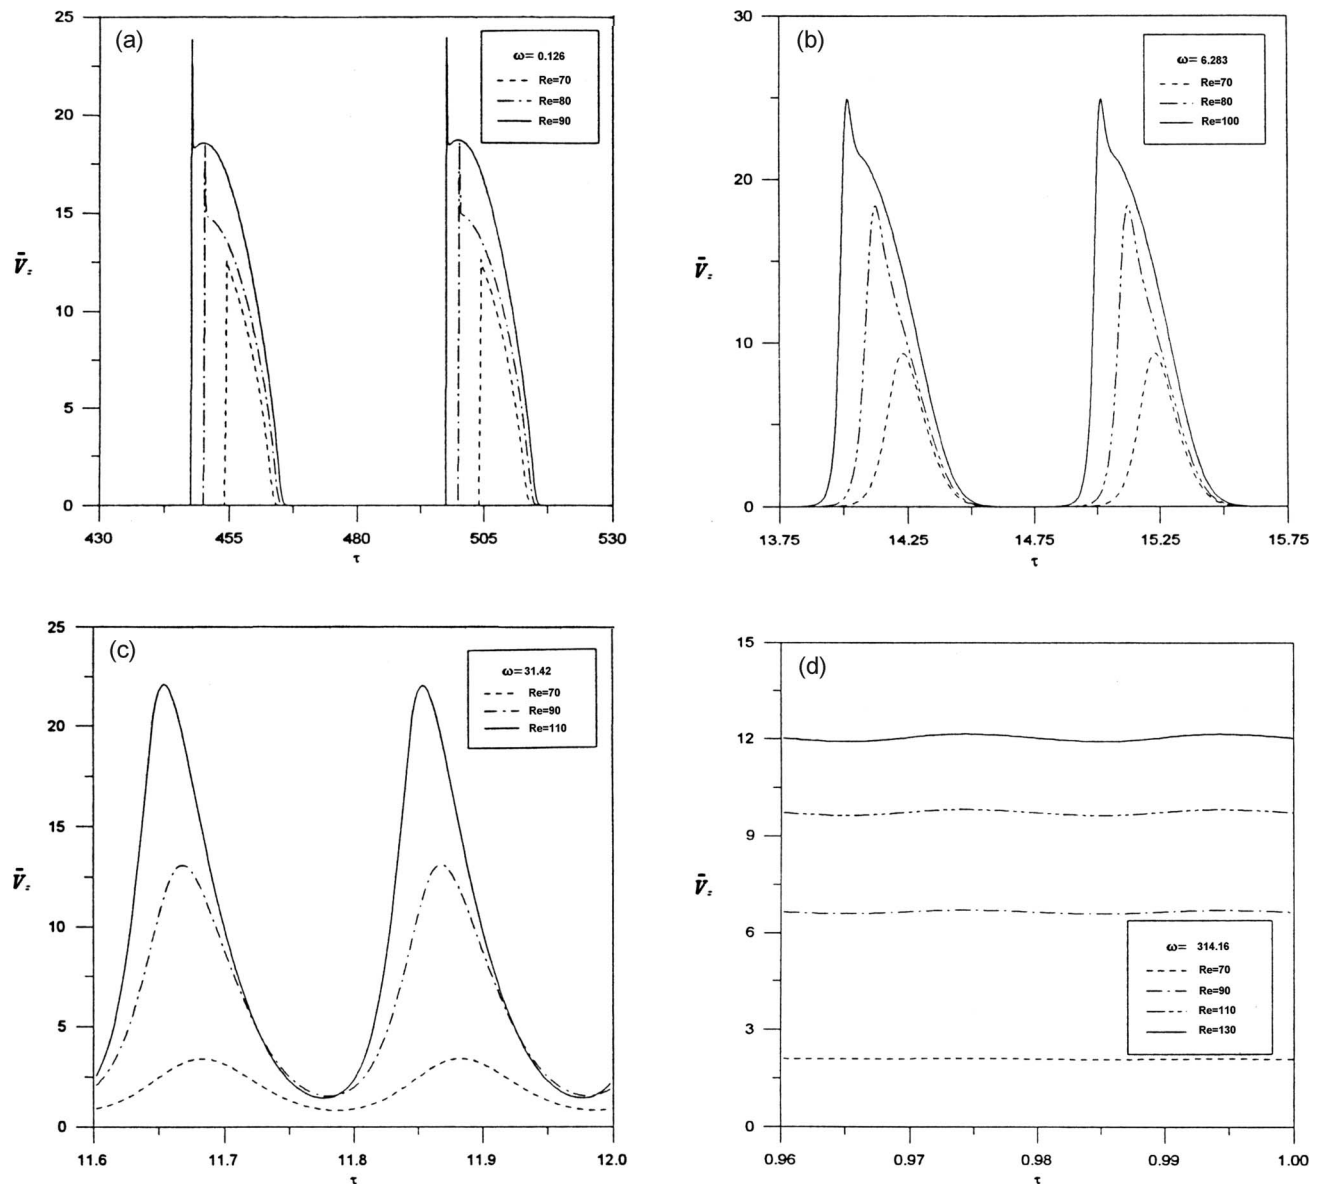 (a)
25
20
15
10
5
0
V̄z
430 455 480 505 530
τ
ω= 0.126
Re=70
Re=80
Re=90
(b)
30
20
10
0
V̄z
13.75 14.25 14.75 15.25 15.75
τ
ω= 6.283
Re=70
Re=80
Re=100
(c)
25
20
15
10
5
0
V̄z
11.6 11.7 11.8 11.9 12.0
τ
ω= 31.42
Re=70
Re=90
Re=110
(d)
15
12
9
6
3
0
V̄z
0.96 0.97 0.98 0.99 1.00
τ
ω= 314.16
Re=70
Re=90
Re=110
Re=130